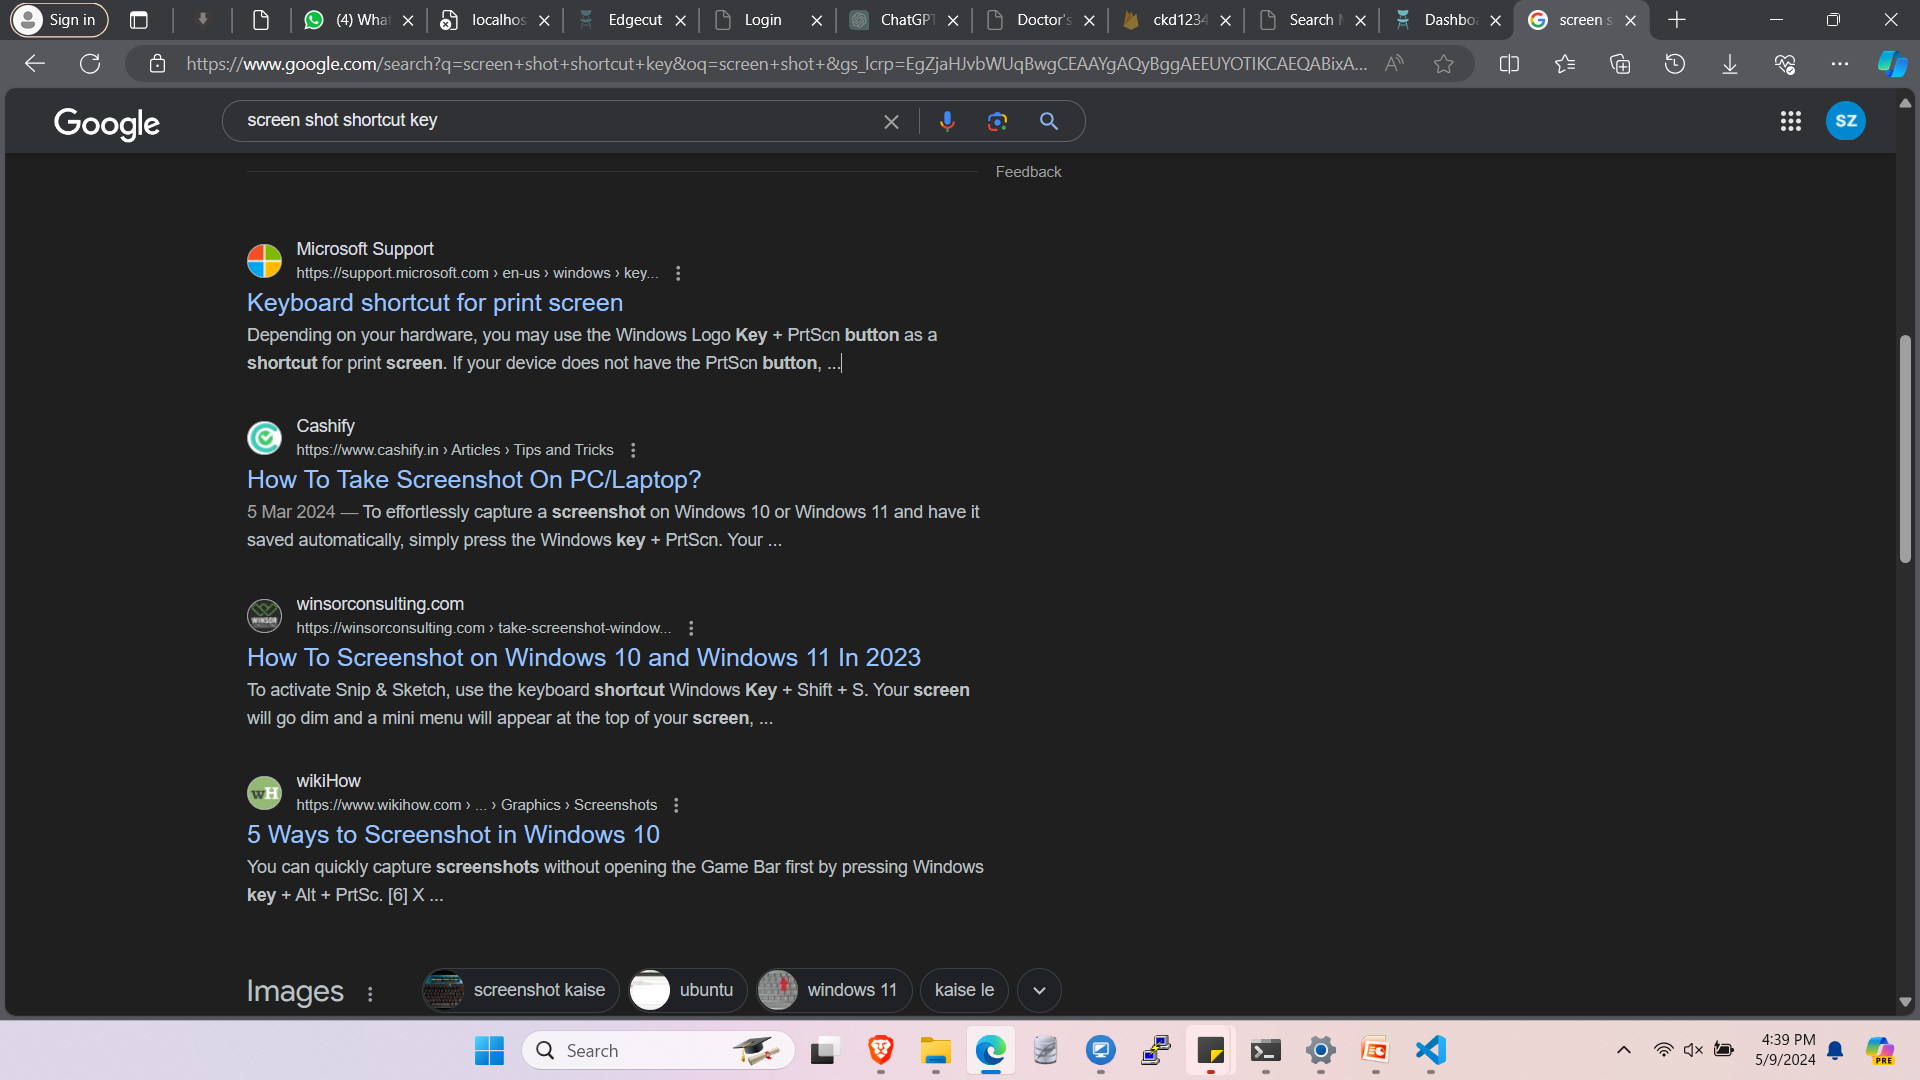 Sign in
(4) What
localhos
Edgecut
Login
ChatGPT
Doctor's
ckd1234
Search
Dashbo
screen s
https://www.google.com/search?q=screen+shot+shortcut+key&oq=screen+shot+&gs_lcrp=EgZjaHJvbWUqBwgCEAAYgAQyBggAEEUYOTIKCAEQABixA...
Google
screen shot shortcut key
SZ
Feedback
Microsoft Support
https://support.microsoft.com › en-us › windows › key...
Keyboard shortcut for print screen
Depending on your hardware, you may use the Windows Logo Key + PrtScn button as a
shortcut for print screen. If your device does not have the PrtScn button, ...
Cashify
https://www.cashify.in › Articles › Tips and Tricks
How To Take Screenshot On PC/Laptop?
5 Mar 2024 — To effortlessly capture a screenshot on Windows 10 or Windows 11 and have it
saved automatically, simply press the Windows key + PrtScn. Your ...
WINSOR
winsorconsulting.com
https://winsorconsulting.com › take-screenshot-window...
How To Screenshot on Windows 10 and Windows 11 In 2023
To activate Snip & Sketch, use the keyboard shortcut Windows Key + Shift + S. Your screen
will go dim and a mini menu will appear at the top of your screen, ...
wH
wikiHow
https://www.wikihow.com › ... › Graphics › Screenshots
5 Ways to Screenshot in Windows 10
You can quickly capture screenshots without opening the Game Bar first by pressing Windows
key + Alt + PrtSc. [6] X ...
Images
screenshot kaise
ubuntu
windows 11
kaise le
Search
4:39 PM
5/9/2024
PRE